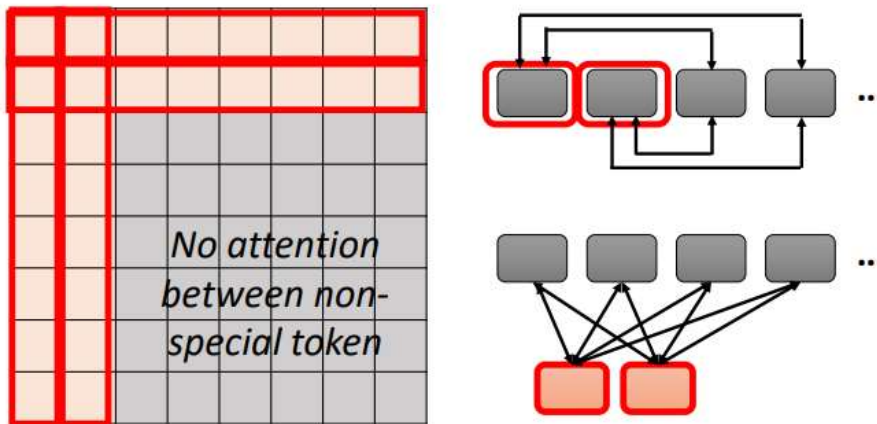 No attention
between non-
special token
..
..